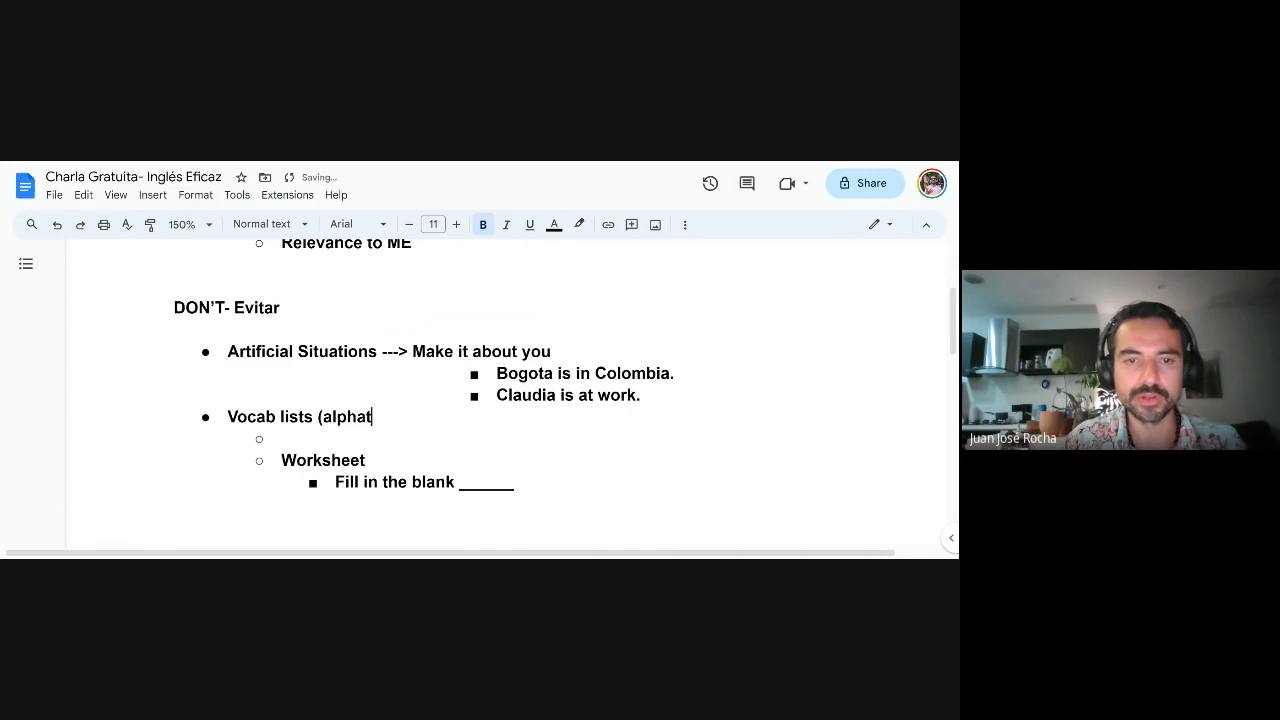 Charla Gratuita- Inglés Eficaz Saving...
File Edit View Insert Format Tools Extensions Help
Share
150% Normal text Arial 11 B I U A
Relevance to ME
DON'T- Evitar
Artificial Situations ---> Make it about you
Bogota is in Colombia.
Claudia is at work.
Vocab lists (alphat
Worksheet
Fill in the blank ______
Juan José Rocha